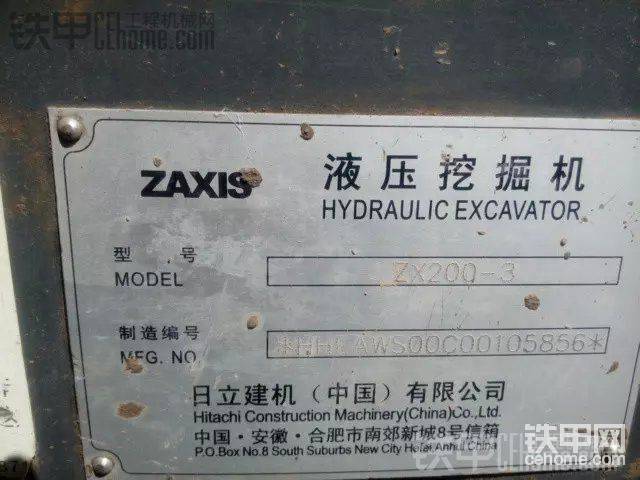 铁甲工程机械网
Cehome.com
ZAXIS
液压挖掘机
HYDRAULIC EXCAVATOR
型号
MODEL
ZX200-3
制造编号
MFG. NO.
日立建机（中国）有限公司
Hitachi Construction Machinery(China)Co.,Ltd.
中国·安徽·合肥市南郊新城8号信箱
P.O.Box No.8 South Suburbs New City Hefei Anhui China
铁甲网
cehome.com